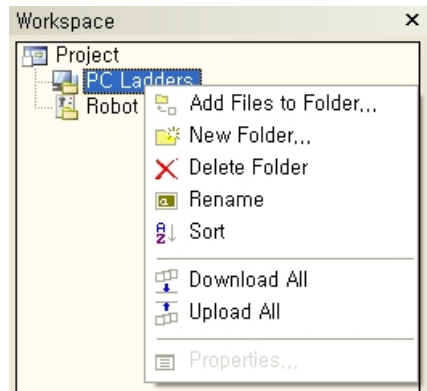 Workspace
Project
PC Ladders
Robot
Add Files to Folder...
New Folder...
Delete Folder
Rename
Sort
Download All
Upload All
Properties...